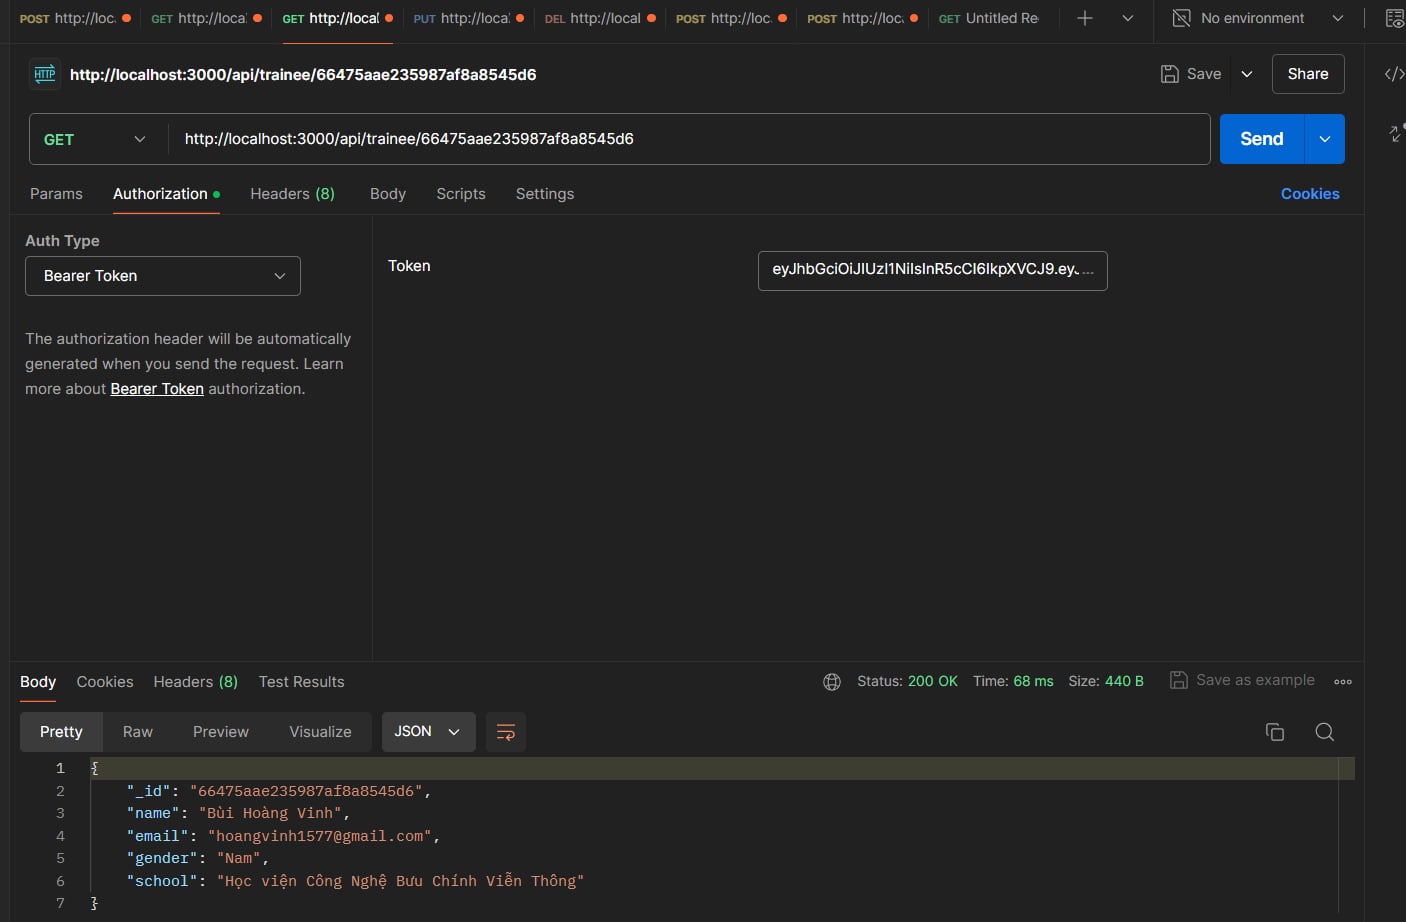 POST http://loc. GET http://local GET http://local PUT http://local DEL http://local POST http://loc. POST http://loc. GET Untitled Re No environment
HTTP http://localhost:3000/api/trainee/66475aae235987af8a8545d6 Save Share
GET http://localhost:3000/api/trainee/66475aae235987af8a8545d6 Send
Params Authorization Headers (8) Body Scripts Settings Cookies
Auth Type
Bearer Token
Token eyJhbGciOiJIUzI1NiIsInR5cCI6IkpXVCJ9.eyJ...
The authorization header will be automatically
generated when you send the request. Learn
more about Bearer Token authorization.
Body Cookies Headers (8) Test Results Status: 200 OK Time: 68 ms Size: 440 B Save as example
Pretty Raw Preview Visualize JSON
1 {
2 "_id": "66475aae235987af8a8545d6",
3 "name": "Bùi Hoàng Vinh",
4 "email": "hoangvinh1577@gmail.com",
5 "gender": "Nam",
6 "school": "Học viện Công Nghệ Bưu Chính Viễn Thông"
7 }